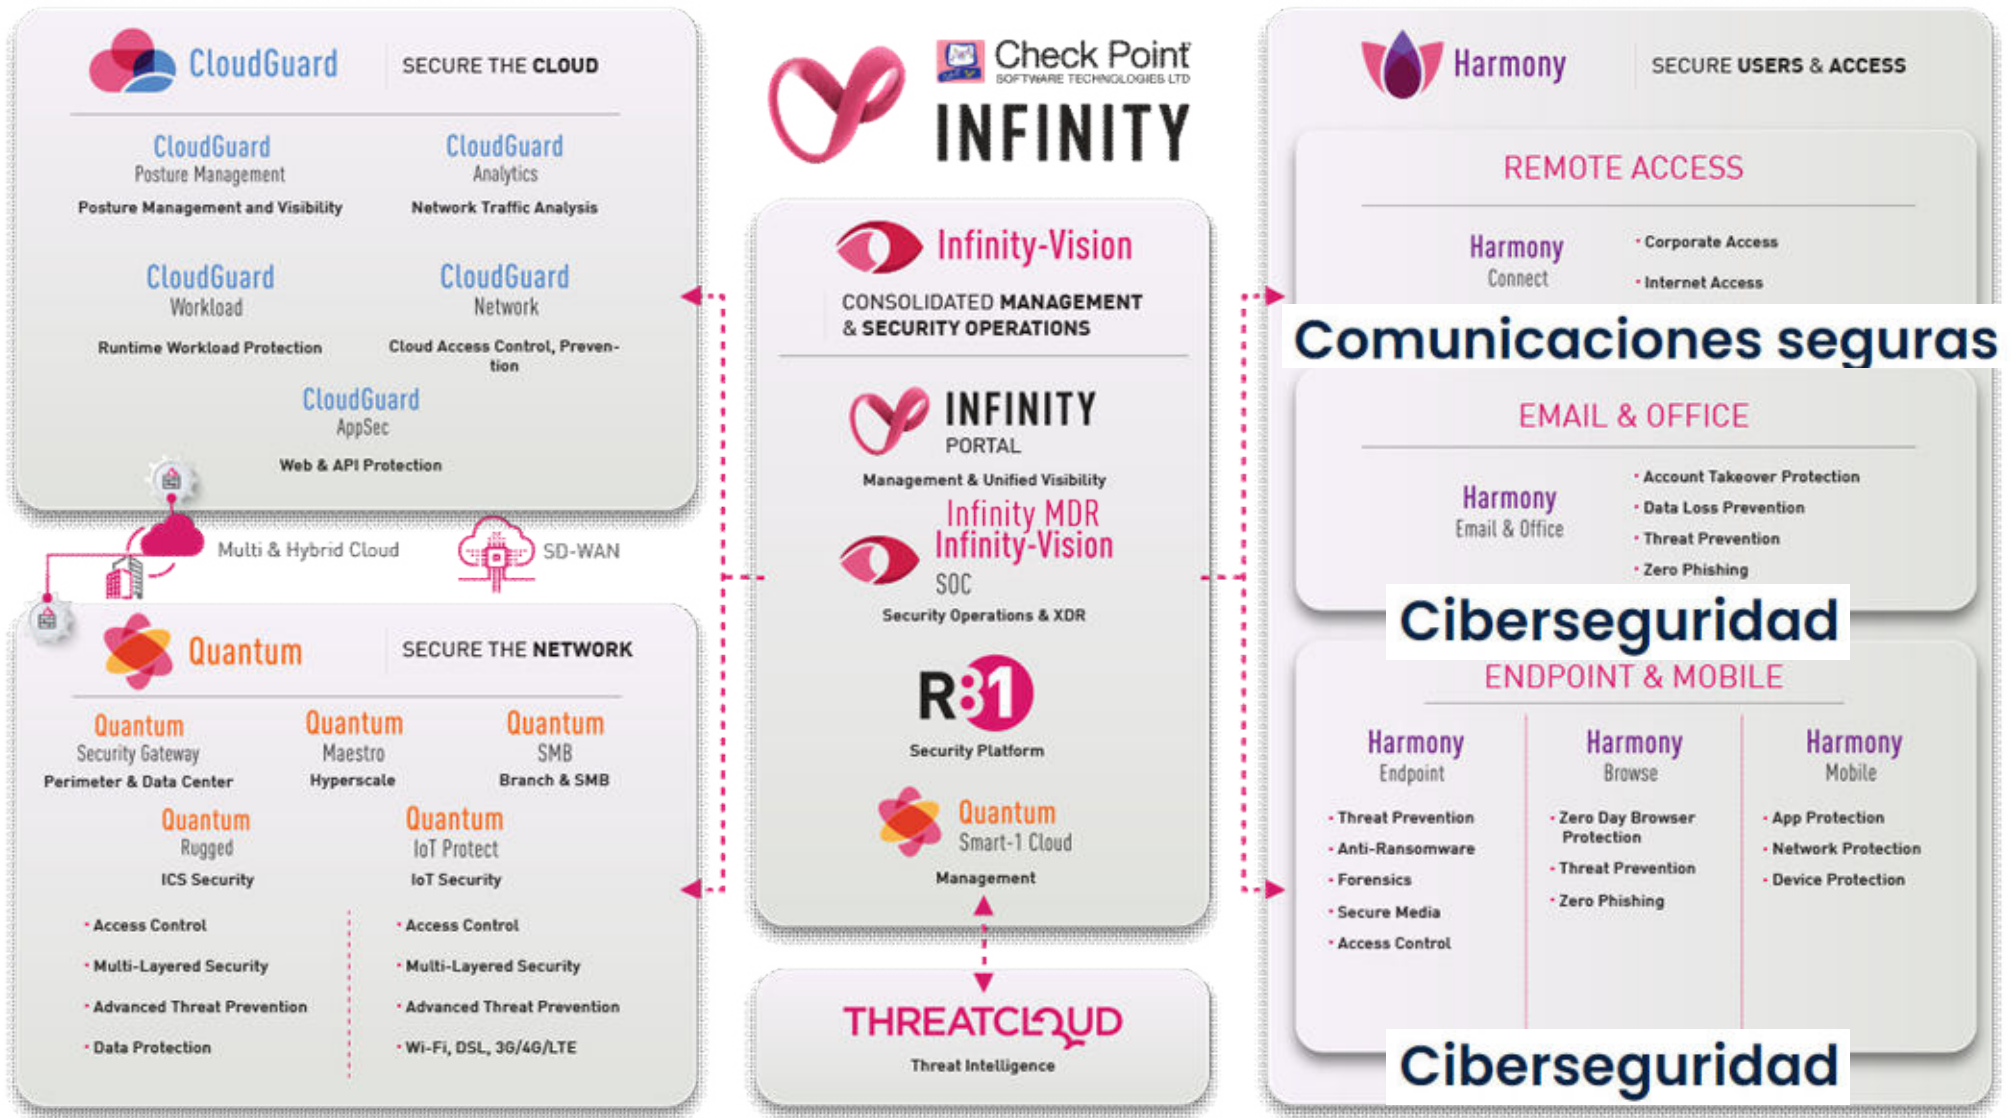 CloudGuard
SECURE THE CLOUD
CloudGuard
Posture Management
Posture Management and Visibility
CloudGuard
Analytics
Network Traffic Analysis
CloudGuard
Workload
Runtime Workload Protection
CloudGuard
Network
Cloud Access Control, Preven-
tion
CloudGuard
AppSec
Web & API Protection
Multi & Hybrid Cloud
SD-WAN
Quantum
SECURE THE NETWORK
Quantum
Security Gateway
Perimeter & Data Center
Quantum
Maestro
Hyperscale
Quantum
SMB
Branch & SMB
Quantum
Rugged
ICS Security
Quantum
IoT Protect
IoT Security
• Access Control
• Multi-Layered Security
• Advanced Threat Prevention
• Data Protection
• Access Control
• Multi-Layered Security
• Advanced Threat Prevention
• Wi-Fi, DSL, 3G/4G/LTE
Check Point
SOFTWARE TECHNOLOGIES LTD
INFINITY
Infinity-Vision
CONSOLIDATED MANAGEMENT
& SECURITY OPERATIONS
INFINITY
PORTAL
Management & Unified Visibility
Infinity MDR
Infinity-Vision
SOC
Security Operations & XDR
R81
Security Platform
Quantum
Smart-1 Cloud
Management
THREATCLOUD
Threat Intelligence
Harmony
SECURE USERS & ACCESS
REMOTE ACCESS
Harmony
Connect
• Corporate Access
• Internet Access
Comunicaciones seguras
EMAIL & OFFICE
Harmony
Email & Office
• Account Takeover Protection
• Data Loss Prevention
• Threat Prevention
• Zero Phishing
Ciberseguridad
ENDPOINT & MOBILE
Harmony
Endpoint
• Threat Prevention
• Anti-Ransomware
• Forensics
• Secure Media
• Access Control
Harmony
Browse
• Zero Day Browser
Protection
• Threat Prevention
• Zero Phishing
Harmony
Mobile
• App Protection
• Network Protection
• Device Protection
Ciberseguridad